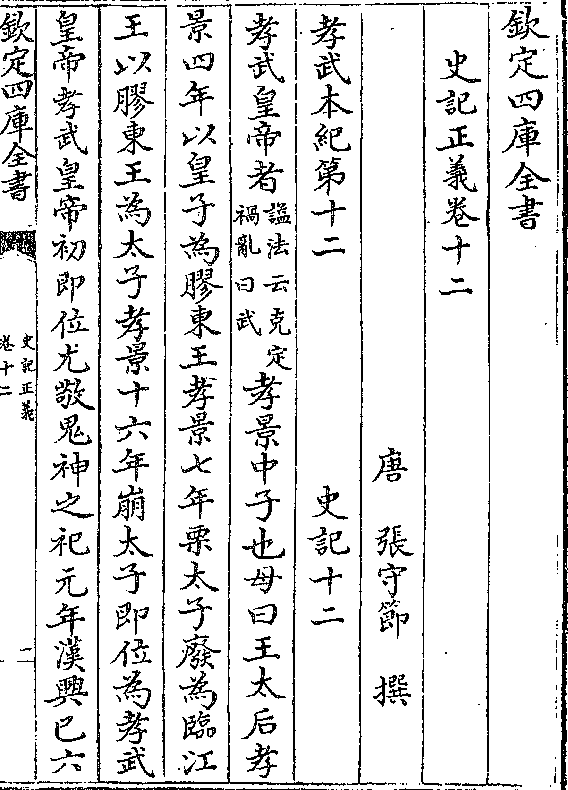 欽定四庫全書
史記正義卷十二
唐 張守節 撰
孝武本紀第十二 史記十二
孝武皇帝者諡法云克定禍亂曰武孝景中子也母曰王太后孝
景四年以皇子為膠東王孝景七年栗太子廢為臨江
王以膠東王為太子孝景十六年崩太子即位為孝武
皇帝孝武皇帝初即位尤敬鬼神之祀元年漢興已六
欽定四庫全書
史記正義
卷十二
二